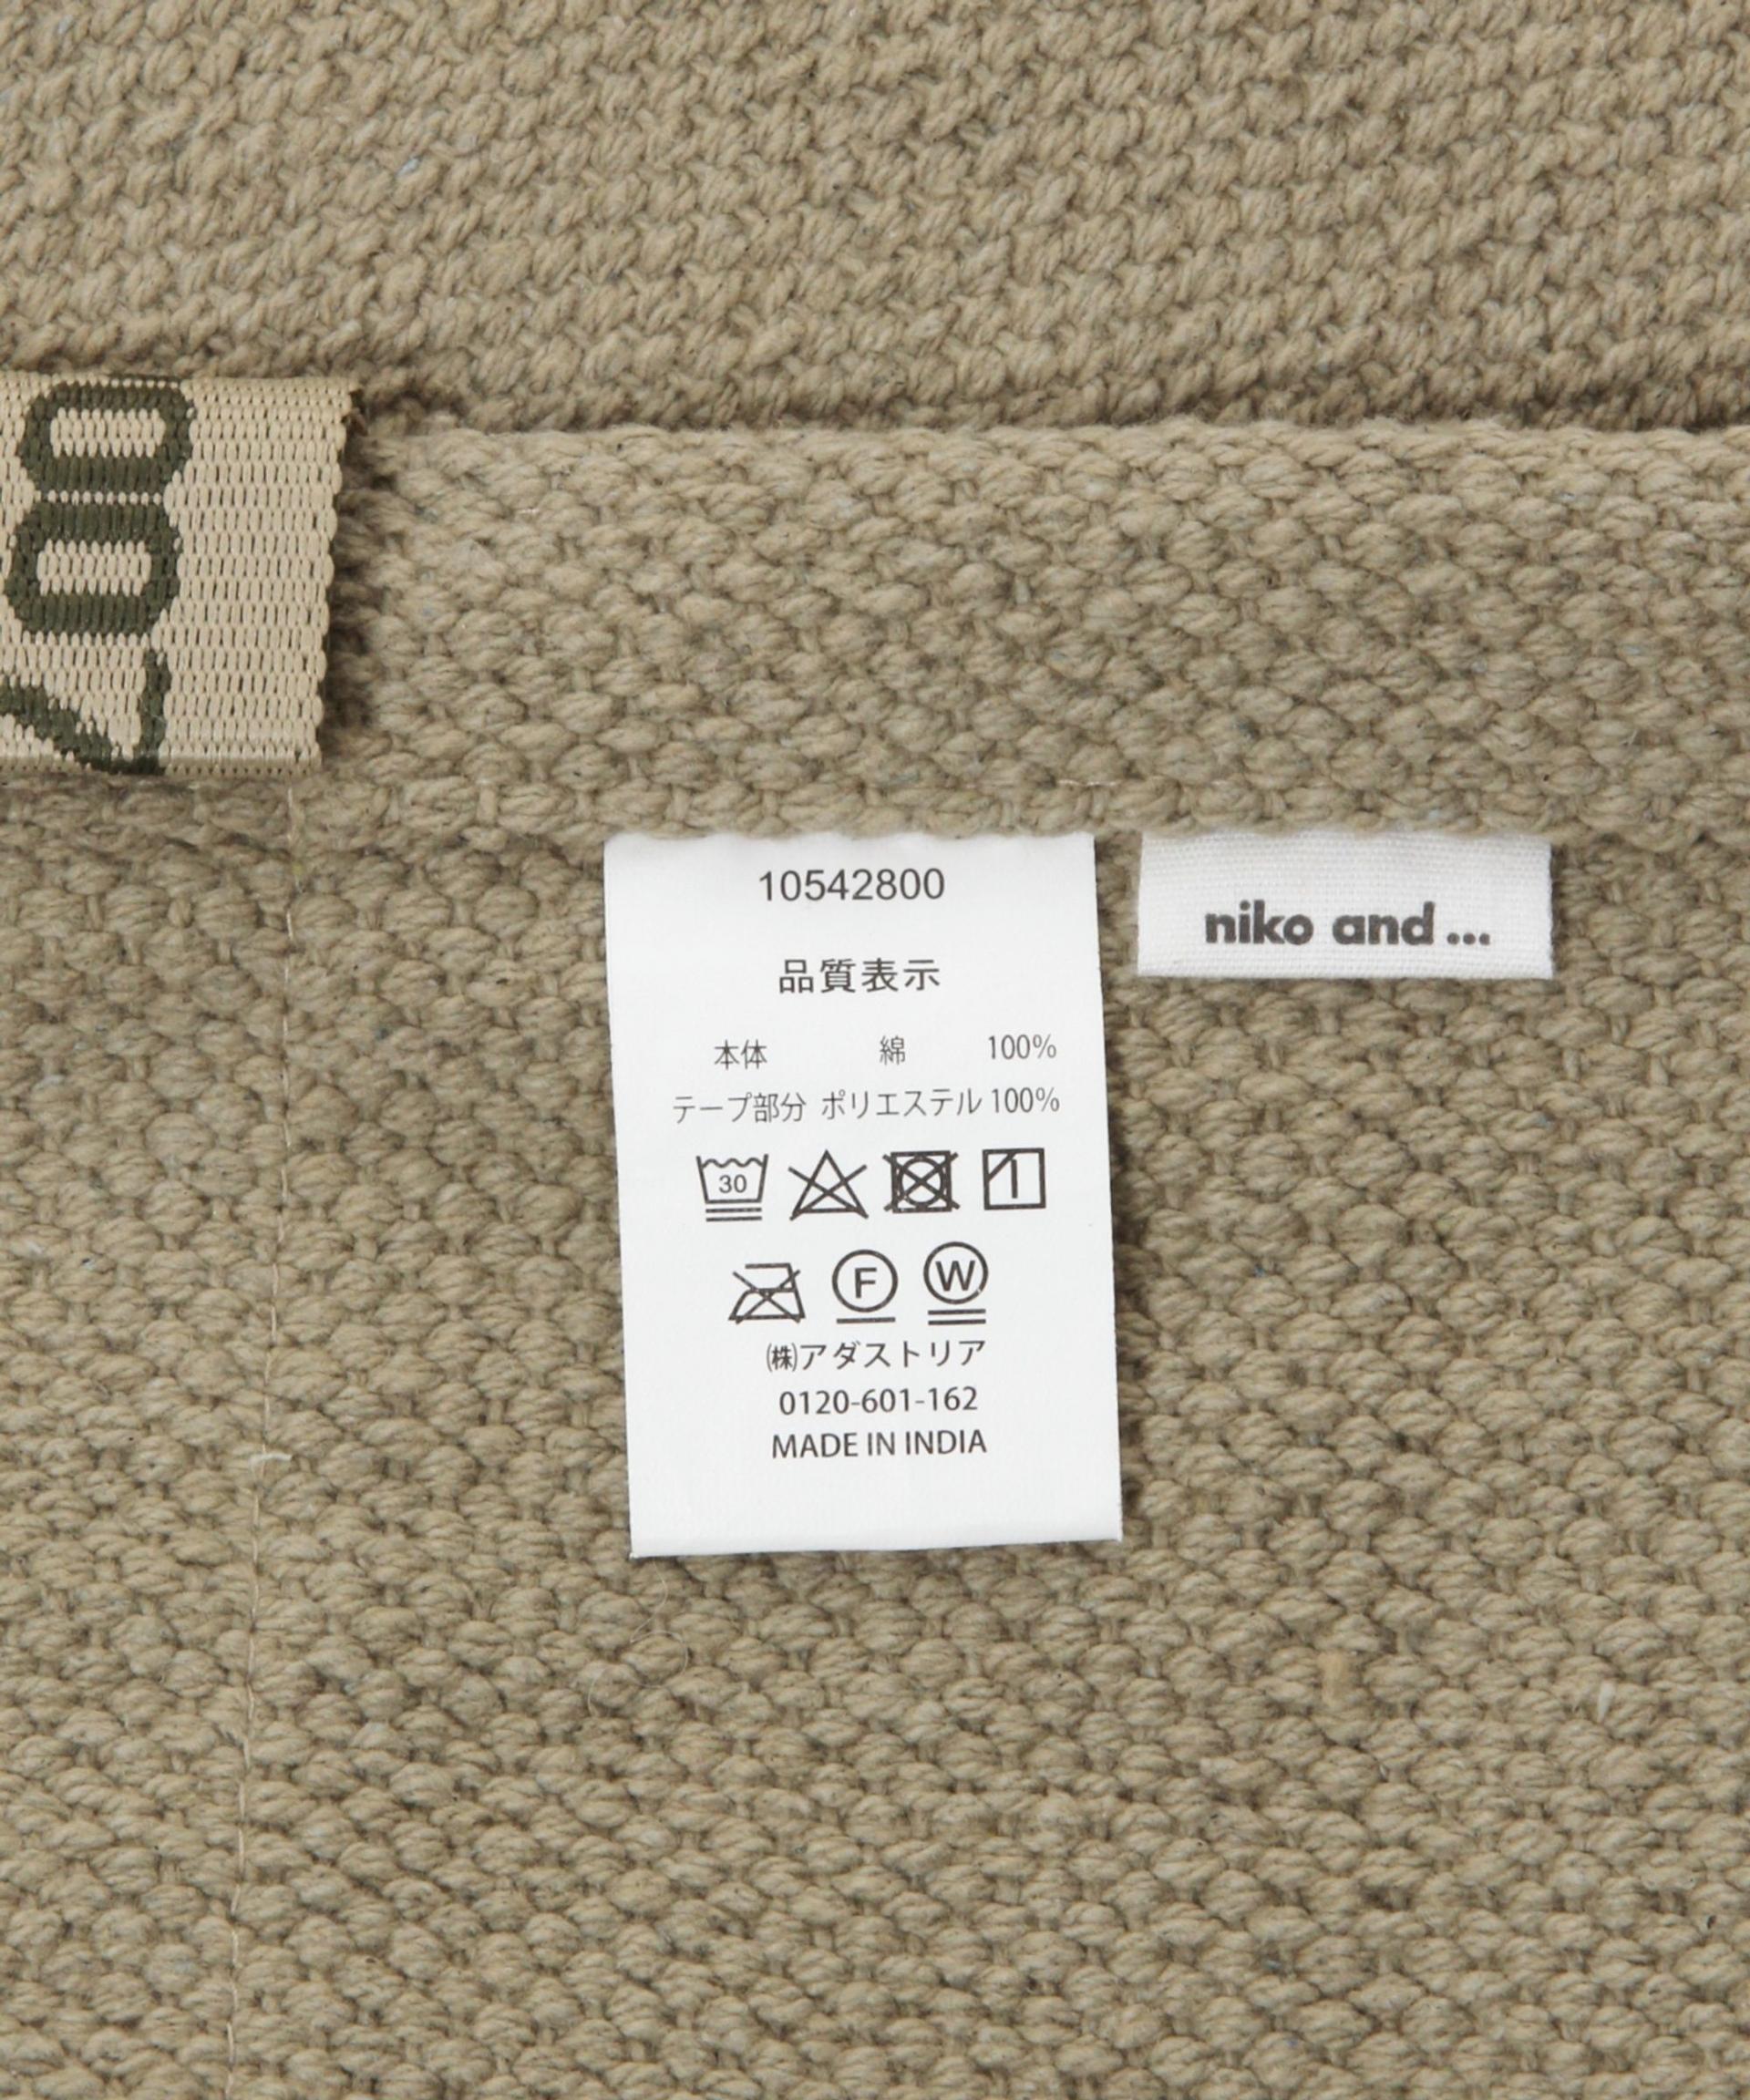 10542800
品質表示
本体 綿 100%
テープ部分 ポリエステル 100%
30
F W
㈱アダストリア
0120-601-162
MADE IN INDIA
niko and...